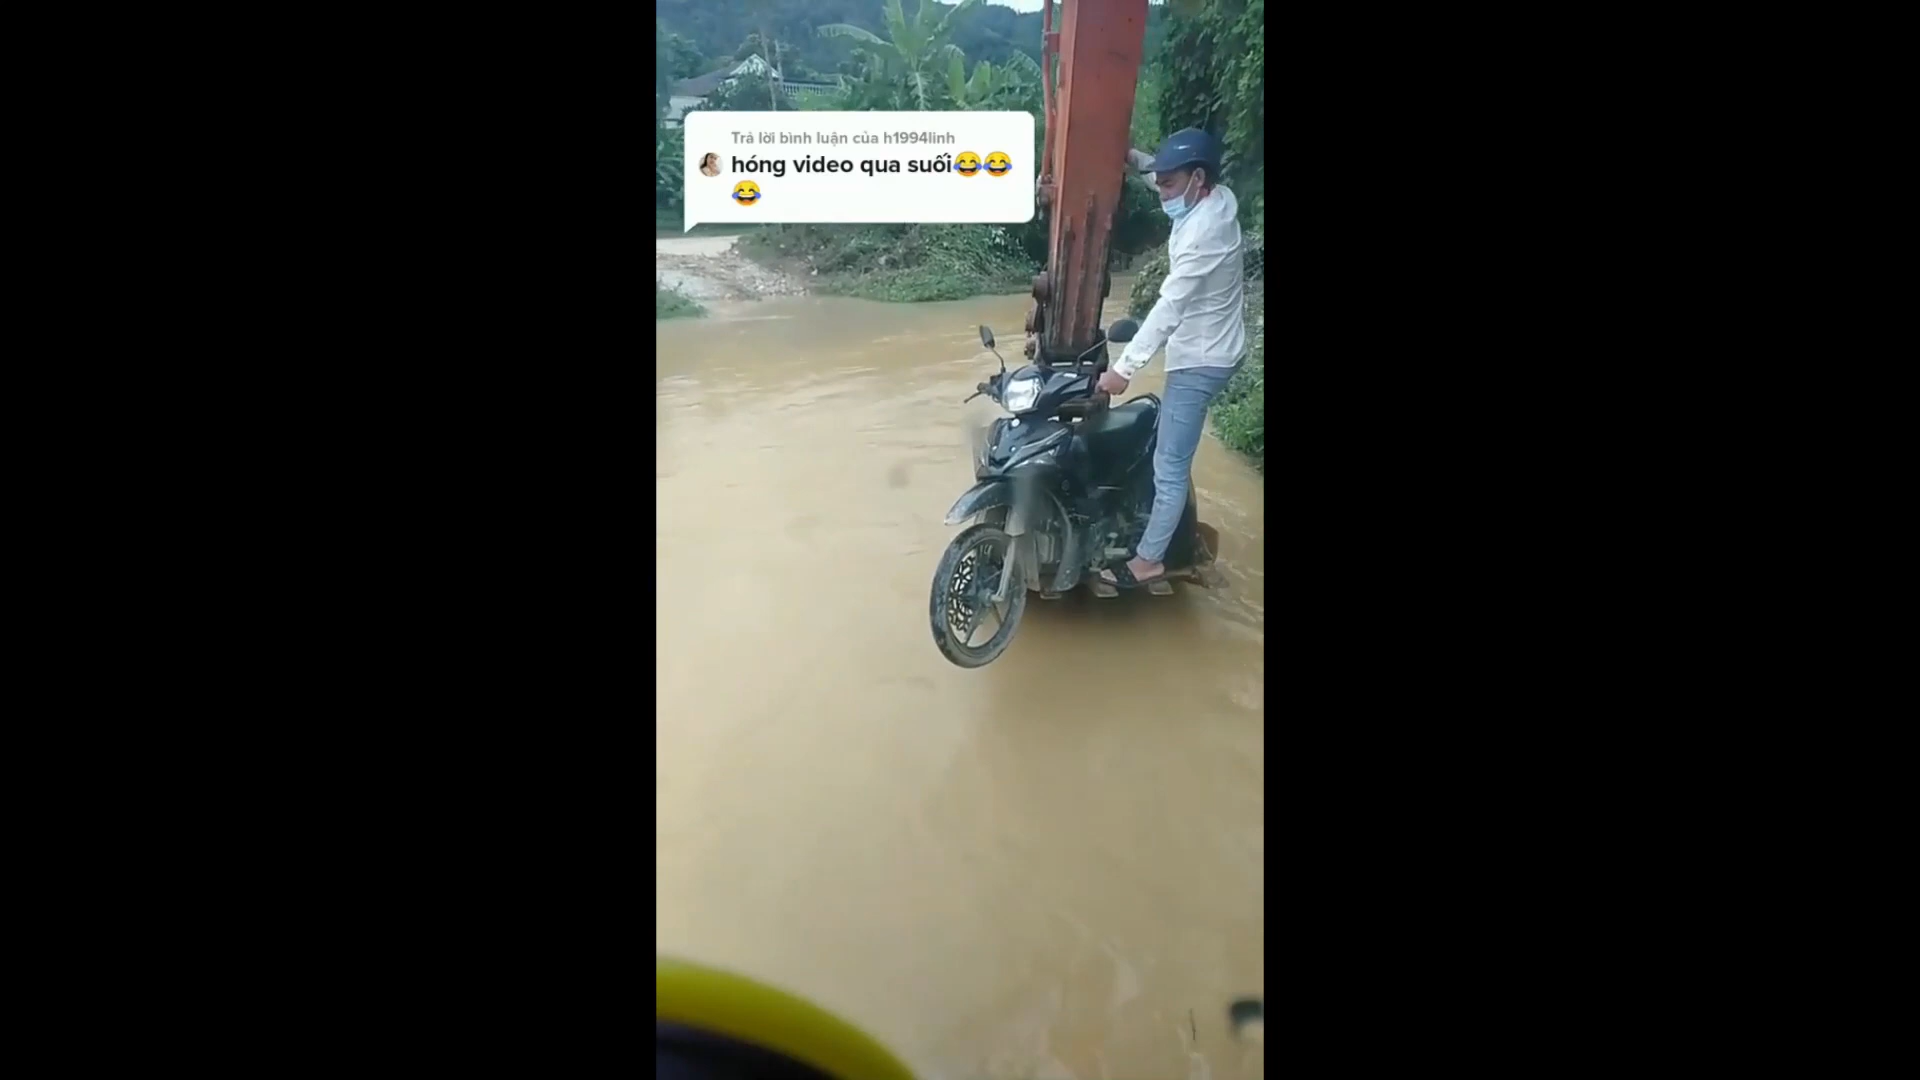 Trả lời bình luận của h1994linh
hóng video qua suối😂😂
😂